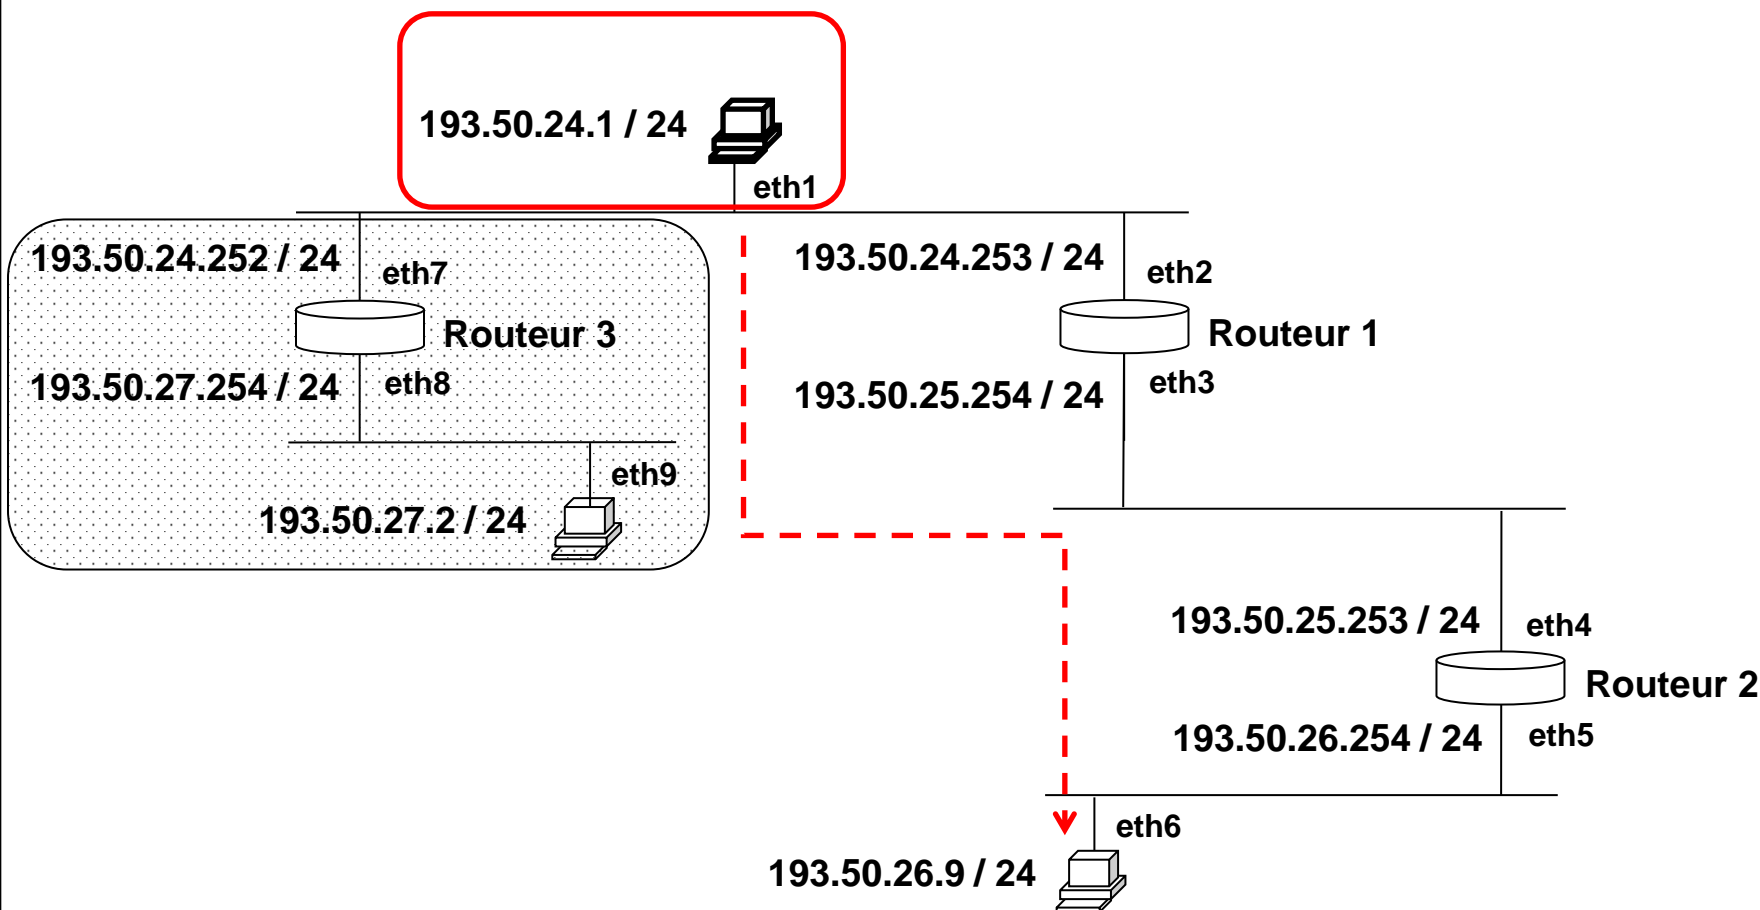 193.50.24.1 / 24
eth1
193.50.24.252 / 24
eth7
Routeur 3
193.50.27.254 / 24
eth8
eth9
193.50.27.2 / 24
193.50.24.253 / 24
eth2
Routeur 1
193.50.25.254 / 24
eth3
193.50.25.253 / 24
eth4
Routeur 2
193.50.26.254 / 24
eth5
eth6
193.50.26.9 / 24